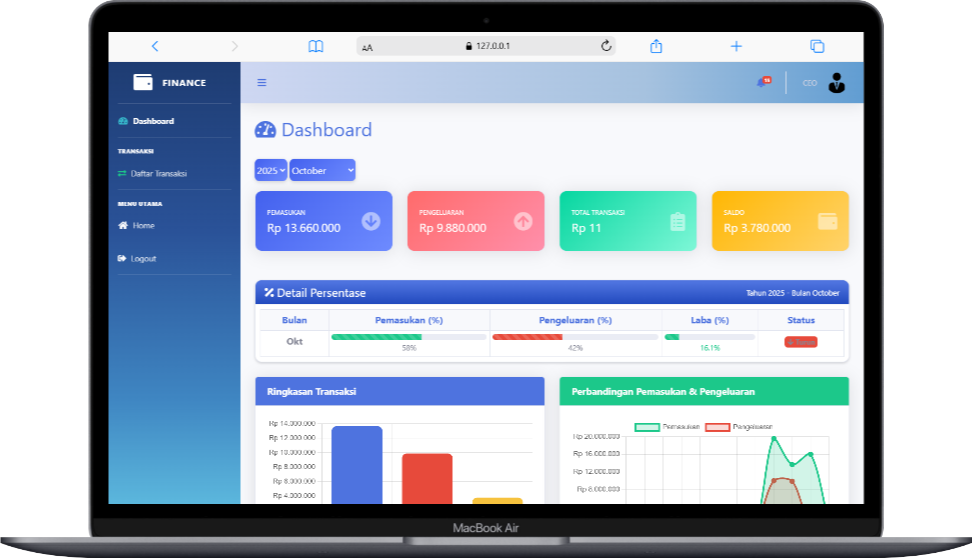 AA 127.0.0.1
FINANCE
CEO
Dashboard
TRANSAKSI
Daftar Transaksi
MENU UTAMA
Home
Logout
Dashboard
2025 October
PEMASUKAN
Rp 13.660.000
PENGELUARAN
Rp 9.880.000
TOTAL TRANSAKSI
Rp 11
SALDO
Rp 3.780.000
Detail Persentase
Tahun 2025 · Bulan October
Bulan Pemasukan (%) Pengeluaran (%) Laba (%) Status
Okt 58% 42% 16.1%
Ringkasan Transaksi
Rp 14.000.000
Rp 12.000.000
Rp 10.000.000
Rp 8.000.000
Rp 6.000.000
Rp 4.000.000
Perbandingan Pemasukan & Pengeluaran
Pemasukan Pengeluaran
Rp 20.000.000
Rp 16.000.000
Rp 12.000.000
Rp 8.000.000
MacBook Air